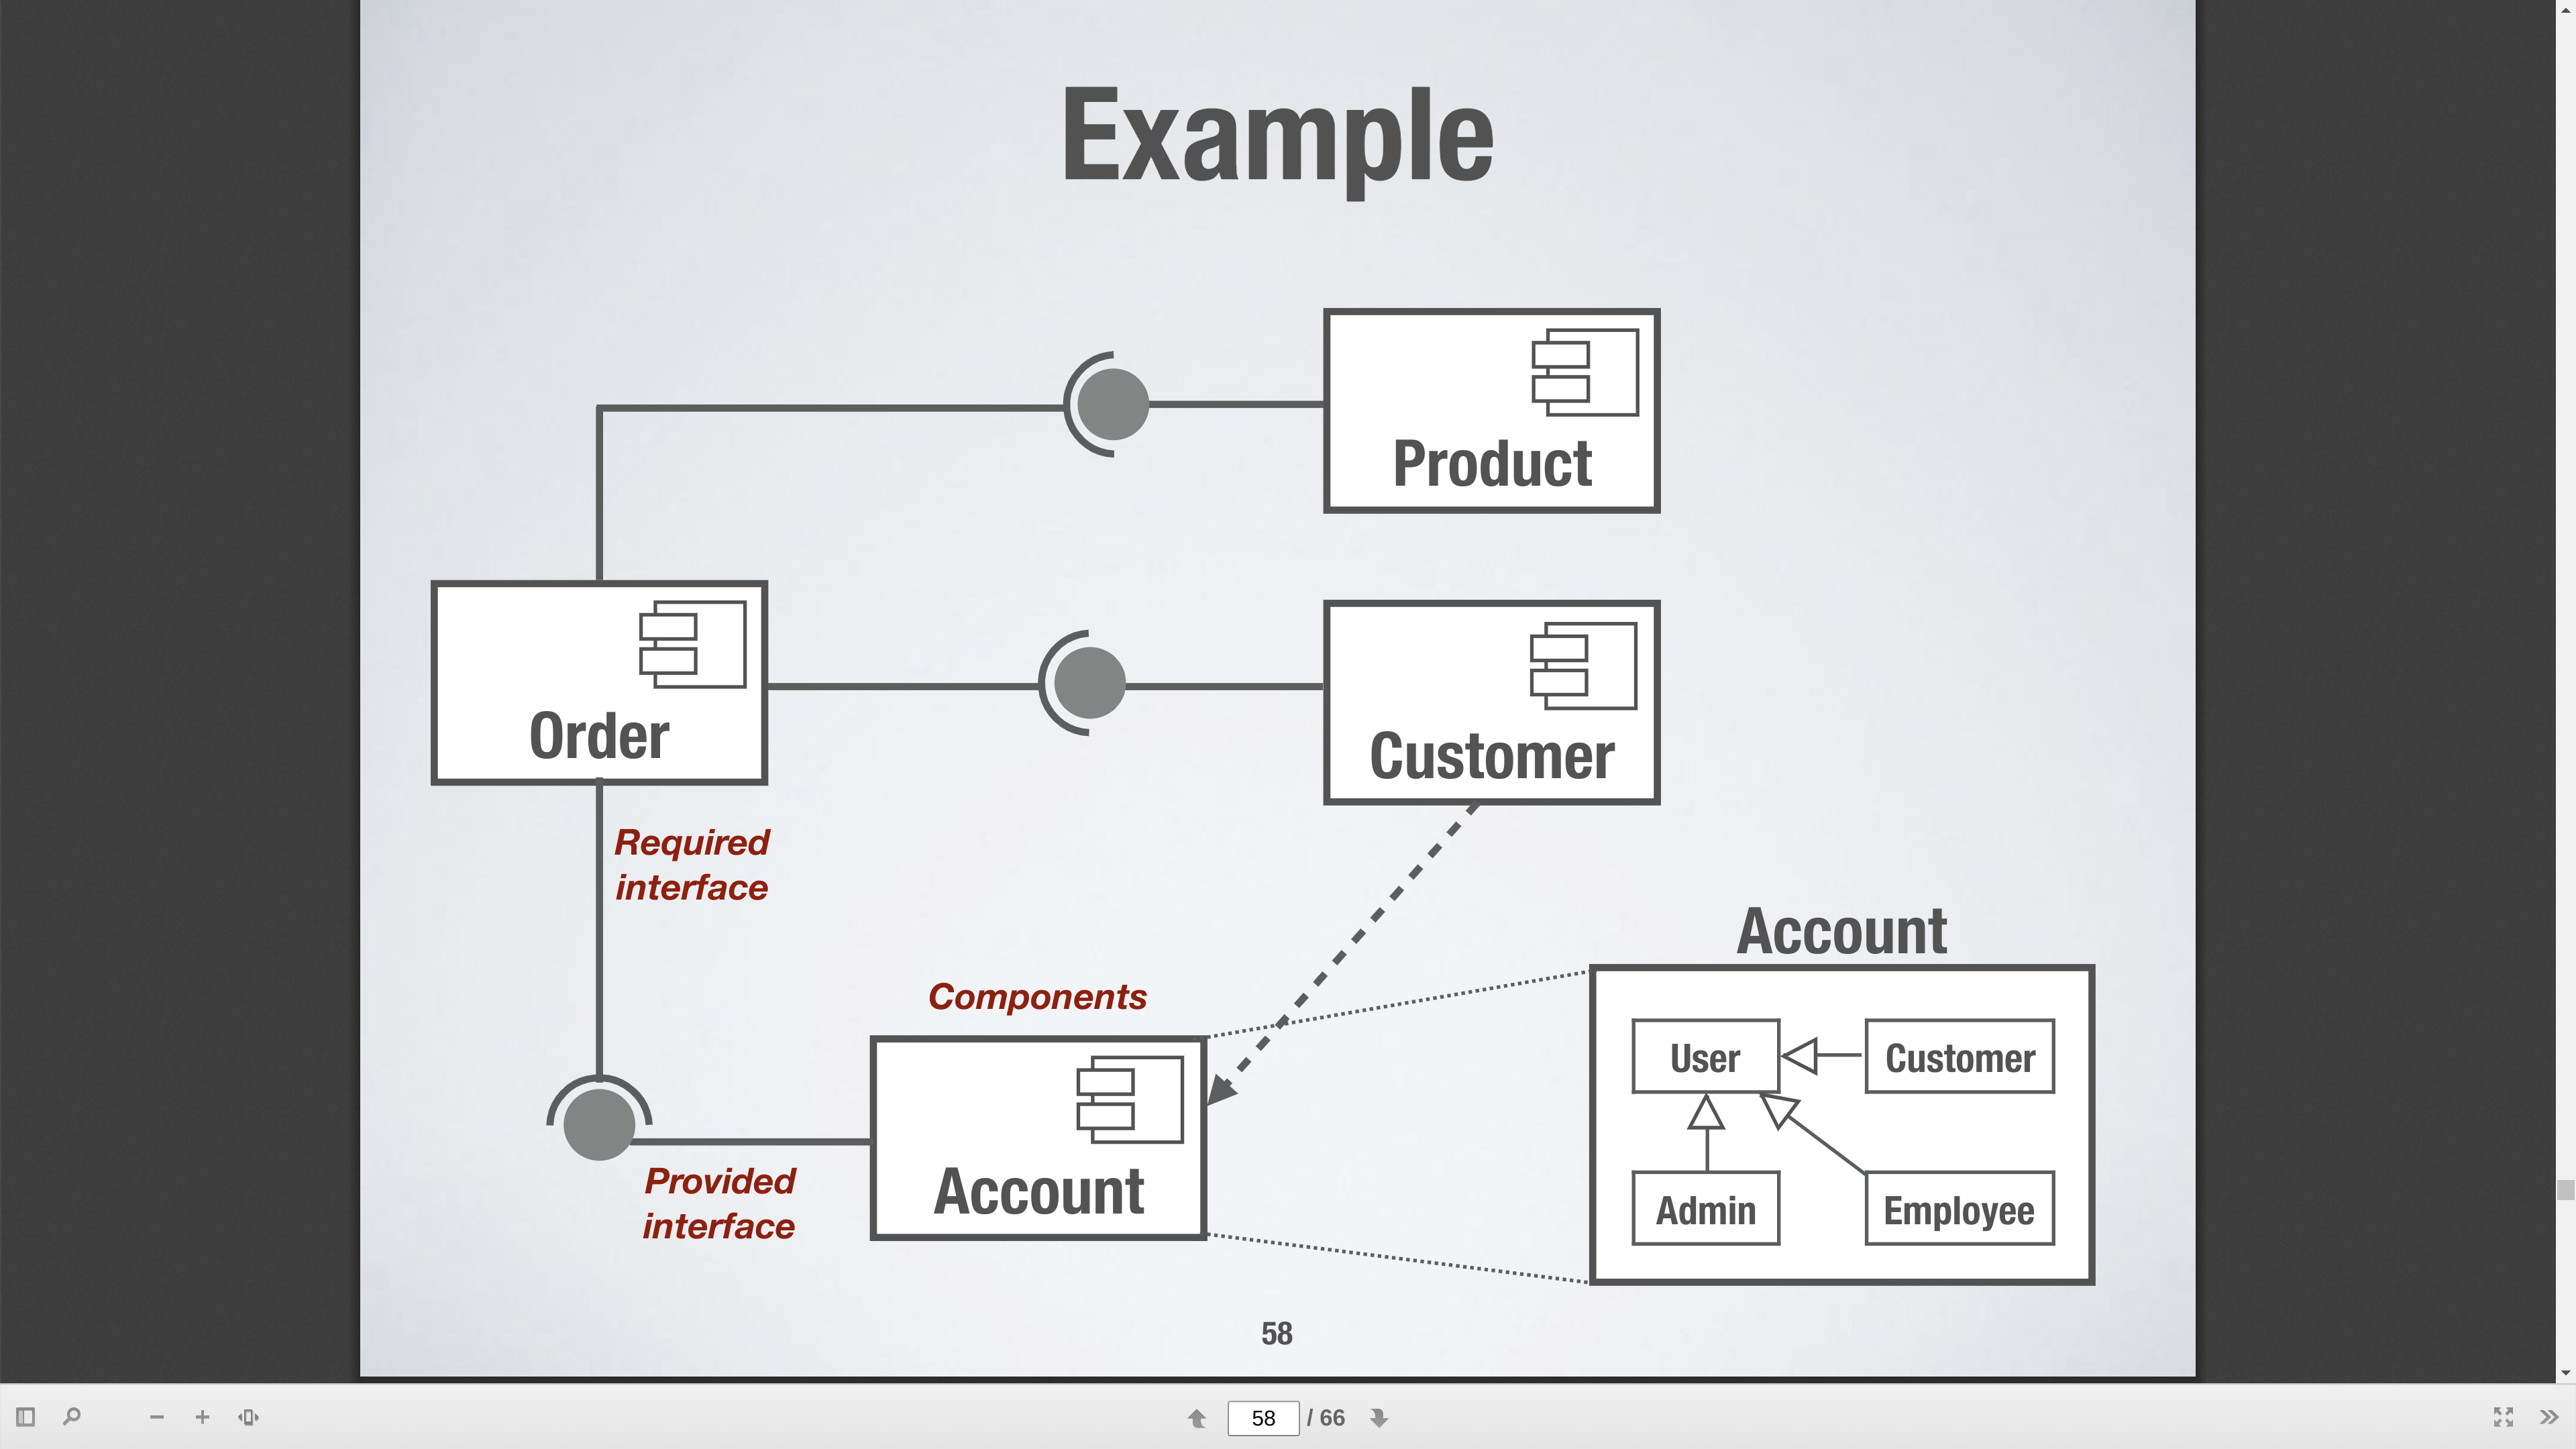 Example
Product
Order
Customer
Required
interface
Account
Components
User
Customer
Provided
interface
Account
Admin
Employee
58
58
/ 66